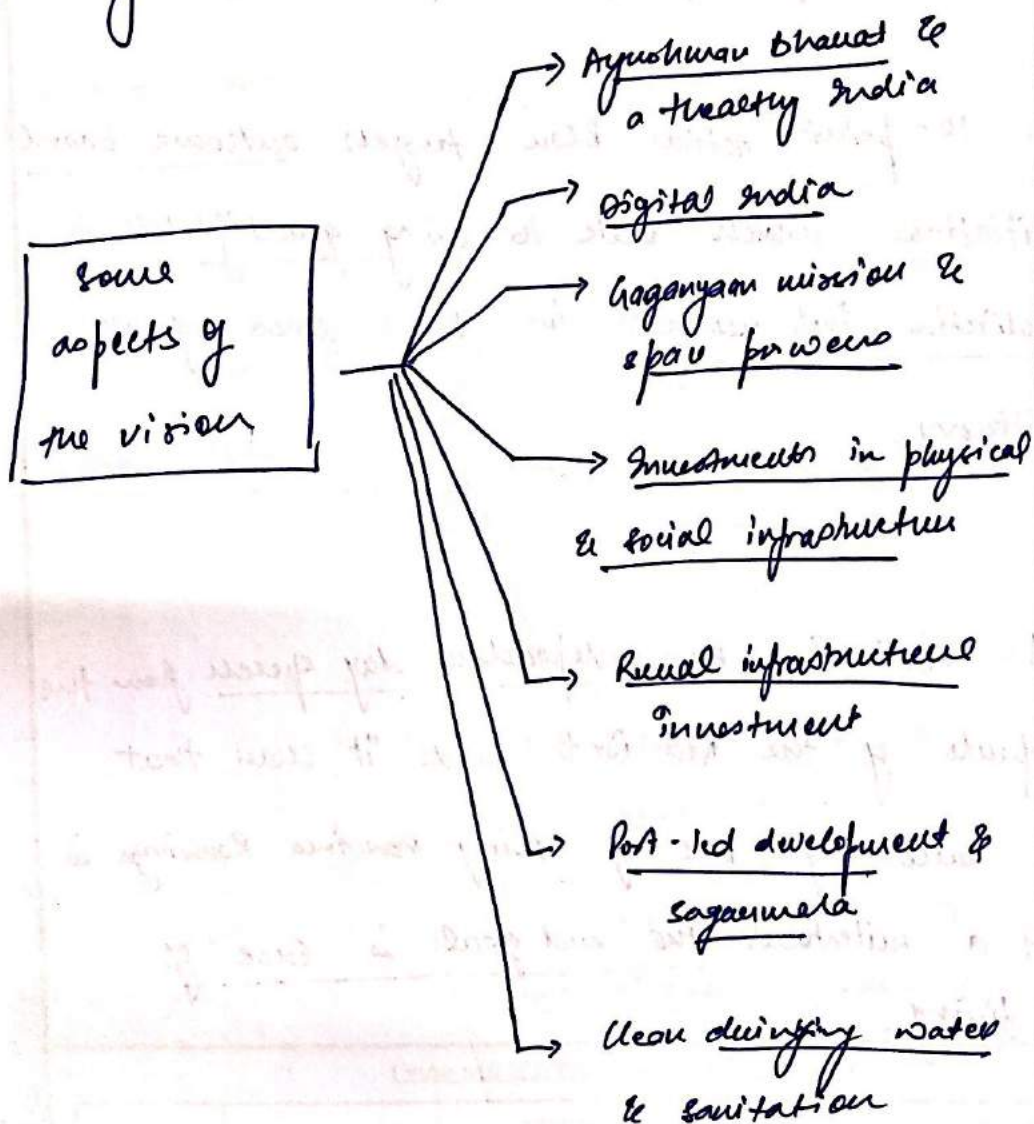 some
aspects of
the vision
Ayushman Bharat &
a healthy India
Digital India
Gaganyaan mission &
space powers
Investments in physical
& social infrastructure
Rural infrastructure
investment
Port-led development &
Sagarmala
Clean drinking water
& sanitation